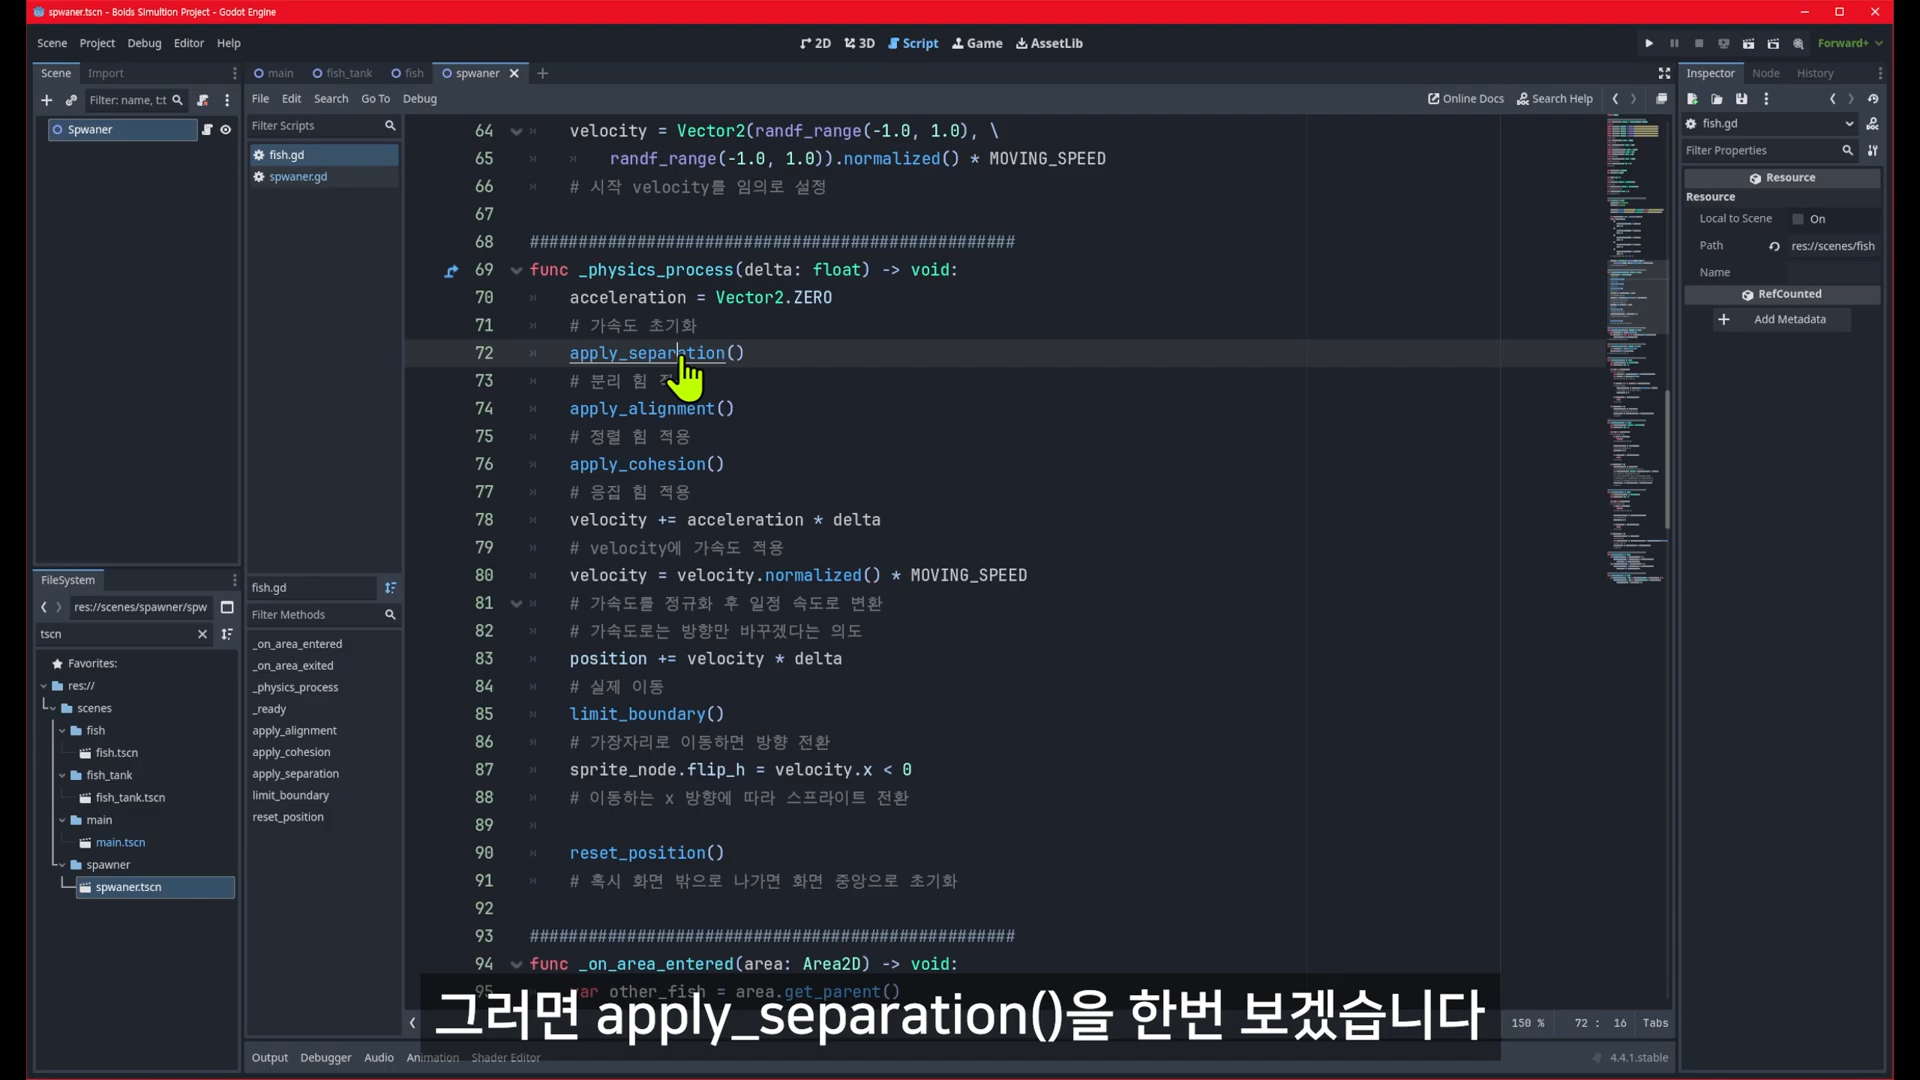 spwaner.tscn - Boids Simultion Project - Godot Engine
Scene Project Debug Editor Help
2D 3D Script Game AssetLib
Forward+
Scene Import
Filter: name, t:t
Spwaner
main fish_tank fish spwaner
File Edit Search Go To Debug
Online Docs Search Help
Filter Scripts
fish.gd
spwaner.gd
fish.gd
Filter Methods
_on_area_entered
_on_area_exited
_physics_process
_ready
apply_alignment
apply_cohesion
apply_separation
limit_boundary
reset_position
64 velocity = Vector2(randf_range(-1.0, 1.0), \
65 randf_range(-1.0, 1.0)).normalized() * MOVING_SPEED
66 # 시작 velocity를 임의로 설정
67
68 ##################################################
69 func _physics_process(delta: float) -> void:
70 acceleration = Vector2.ZERO
71 # 가속도 초기화
72 apply_separation()
73 # 분리 힘
74 apply_alignment()
75 # 정렬 힘 적용
76 apply_cohesion()
77 # 응집 힘 적용
78 velocity += acceleration * delta
79 # velocity에 가속도 적용
80 velocity = velocity.normalized() * MOVING_SPEED
81 # 가속도를 정규화 후 일정 속도로 변환
82 # 가속도로는 방향만 바꾸겠다는 의도
83 position += velocity * delta
84 # 실제 이동
85 limit_boundary()
86 # 가장자리로 이동하면 방향 전환
87 sprite_node.flip_h = velocity.x < 0
88 # 이동하는 x 방향에 따라 스프라이트 전환
89
90 reset_position()
91 # 혹시 화면 밖으로 나가면 화면 중앙으로 초기화
92
93 ##################################################
94 func _on_area_entered(area: Area2D) -> void:
95 var other_fish = area.get_parent()
그러면 apply_separation()을 한번 보겠습니다
150 % 72 : 16 Tabs
Output Debugger Audio Animation Shader Editor
4.4.1.stable
FileSystem
res://scenes/spawner/spw
tscn
Favorites:
res://
scenes
fish
fish.tscn
fish_tank
fish_tank.tscn
main
main.tscn
spawner
spwaner.tscn
Inspector Node History
fish.gd
Filter Properties
Resource
Resource
Local to Scene On
Path res://scenes/fish
Name
RefCounted
Add Metadata